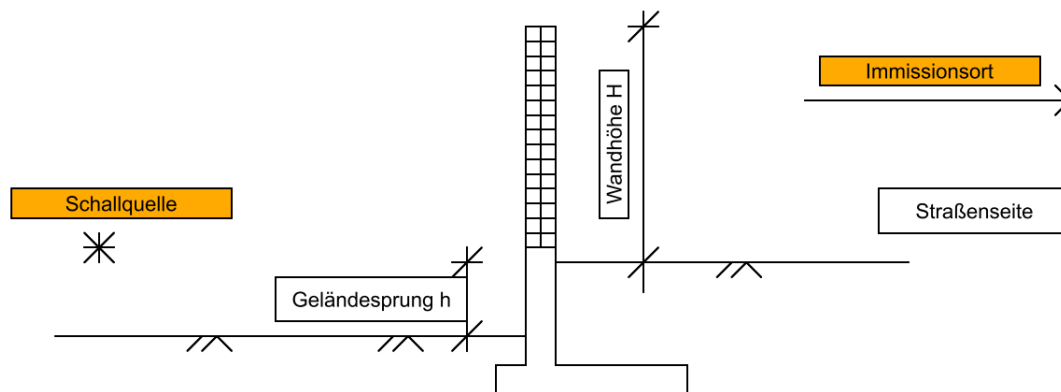 Immissionsort
Wandhöhe H
Schallquelle
Straßenseite
Geländesprung h